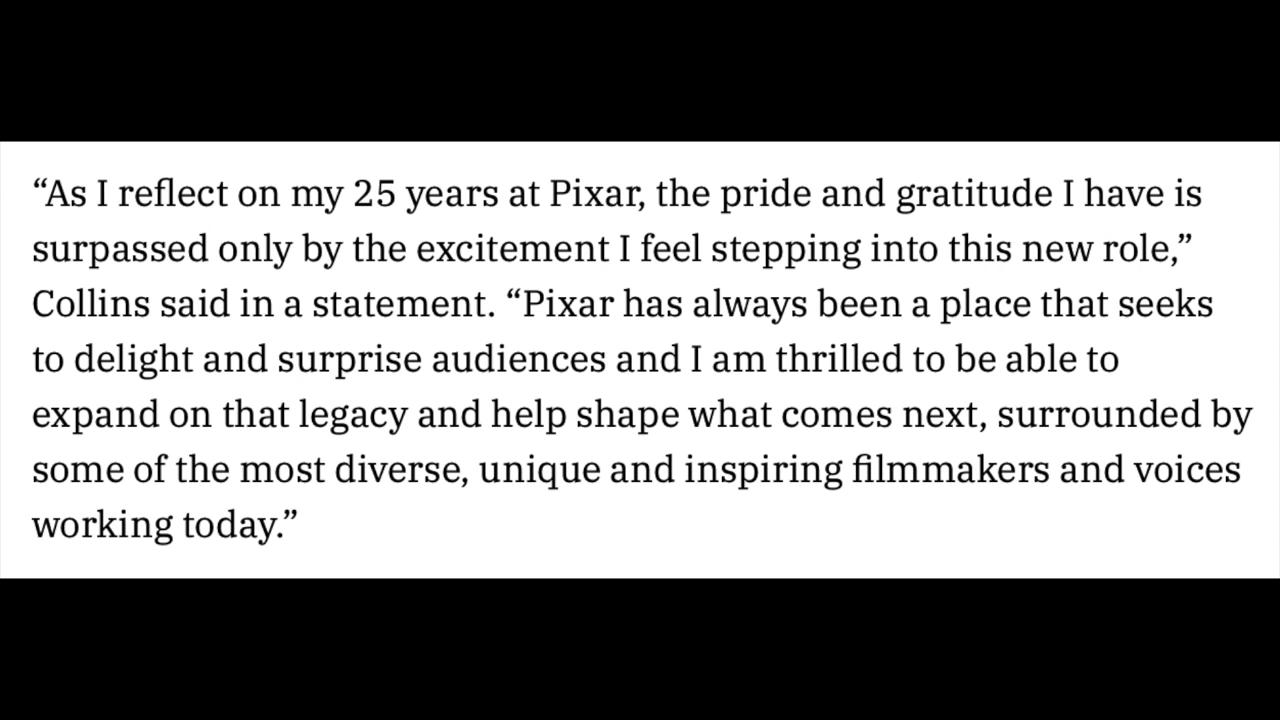 “As I reflect on my 25 years at Pixar, the pride and gratitude I have is
surpassed only by the excitement I feel stepping into this new role,”
Collins said in a statement. “Pixar has always been a place that seeks
to delight and surprise audiences and I am thrilled to be able to
expand on that legacy and help shape what comes next, surrounded by
some of the most diverse, unique and inspiring filmmakers and voices
working today.”